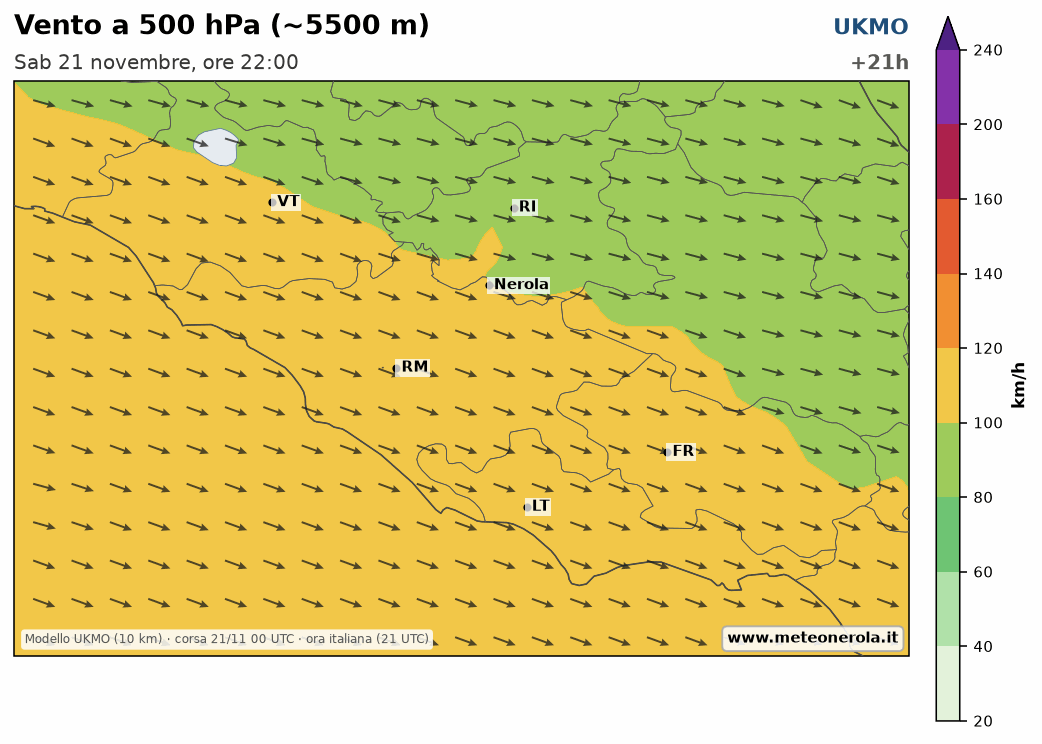 Vento a 500 hPa (~5500 m)
UKMO
Sab 21 novembre, ore 22:00
+21h
VT
RI
Nerola
RM
FR
LT
Modello UKMO (10 km) · corsa 21/11 00 UTC · ora italiana (21 UTC)
www.meteonerola.it
240
200
160
140
120
100
80
60
40
20
km/h